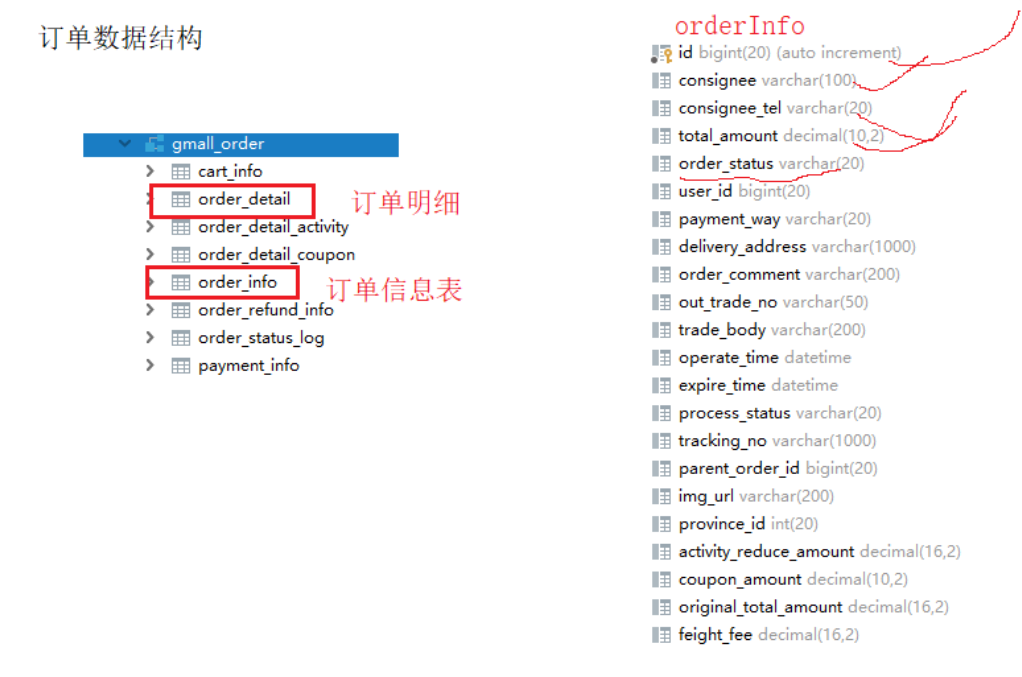 订单数据结构
gmall_order
cart_info
order_detail
订单明细
order_detail_activity
order_detail_coupon
order_info
订单信息表
order_refund_info
order_status_log
payment_info
orderInfo
id bigint(20) (auto increment)
consignee varchar(100)
consignee_tel varchar(20)
total_amount decimal(10,2)
order_status varchar(20)
user_id bigint(20)
payment_way varchar(20)
delivery_address varchar(1000)
order_comment varchar(200)
out_trade_no varchar(50)
trade_body varchar(200)
operate_time datetime
expire_time datetime
process_status varchar(20)
tracking_no varchar(1000)
parent_order_id bigint(20)
img_url varchar(200)
province_id int(20)
activity_reduce_amount decimal(16,2)
coupon_amount decimal(10,2)
original_total_amount decimal(16,2)
feight_fee decimal(16,2)